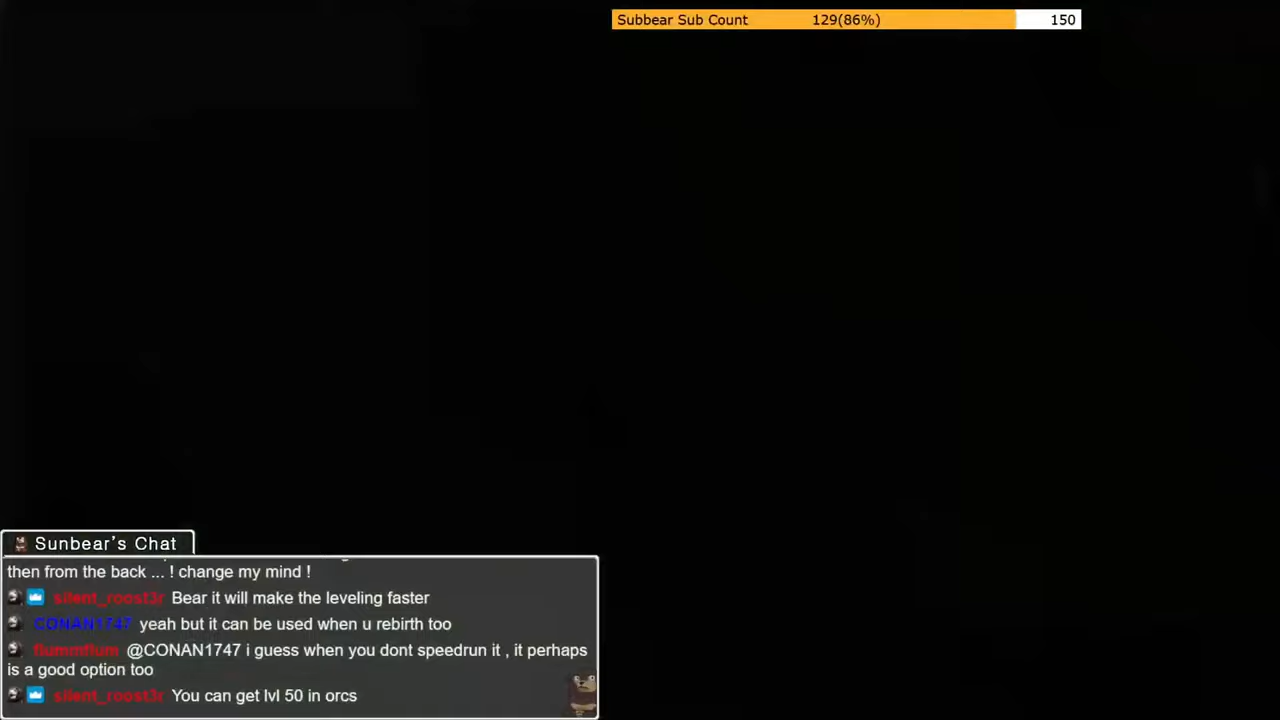 Subbear Sub Count 129(86%) 150
Sunbear's Chat
then from the back ... ! change my mind !
silent_roost3r Bear it will make the leveling faster
CONAN1747 yeah but it can be used when u rebirth too
flummflum @CONAN1747 i guess when you dont speedrun it , it perhaps
is a good option too
silent_roost3r You can get lvl 50 in orcs